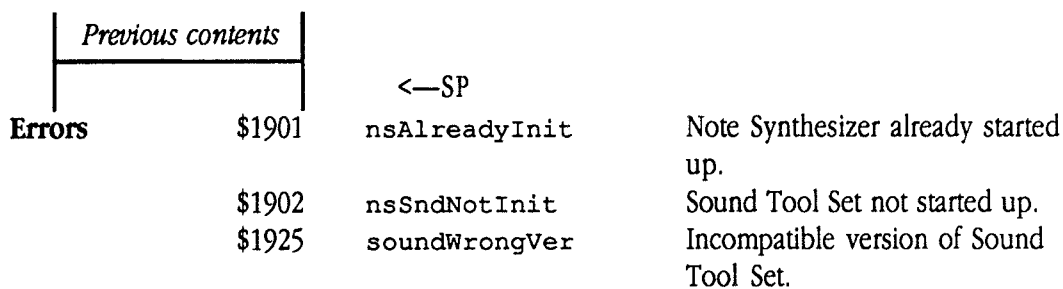 Previous contents
<—SP
Errors $1901 nsAlreadyInit Note Synthesizer already started
up.
$1902 nsSndNotInit Sound Tool Set not started up.
$1925 soundWrongVer Incompatible version of Sound
Tool Set.